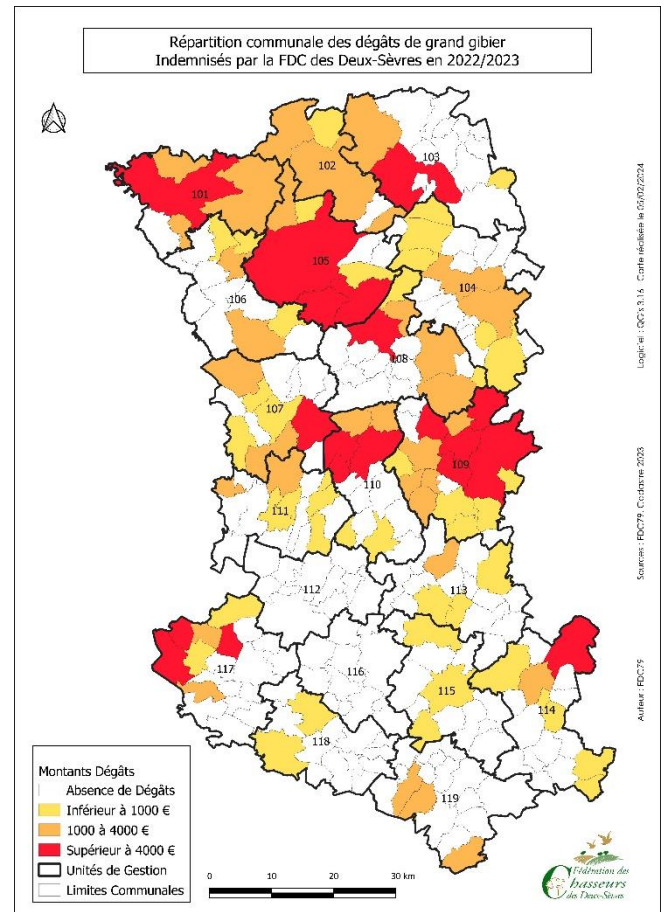 Répartition communale des dégâts de grand gibier
Indemnisés par la FDC des Deux-Sèvres en 2022/2023
102
103
101
105
104
106
108
107
109
110
111
112
113
117
116
115
114
118
119
Logiciel : QGis 3.16 Carte réalisée le 05/02/2024
Sources : FDC79, Cadastre 2023
Auteur : FDC79
Montants Dégâts
Absence de Dégâts
Inférieur à 1000 €
1000 à 4000 €
Supérieur à 4000 €
Unités de Gestion
Limites Communales
0 10 20 30 km
Fédération des
Chasseurs
des Deux-Sèvres